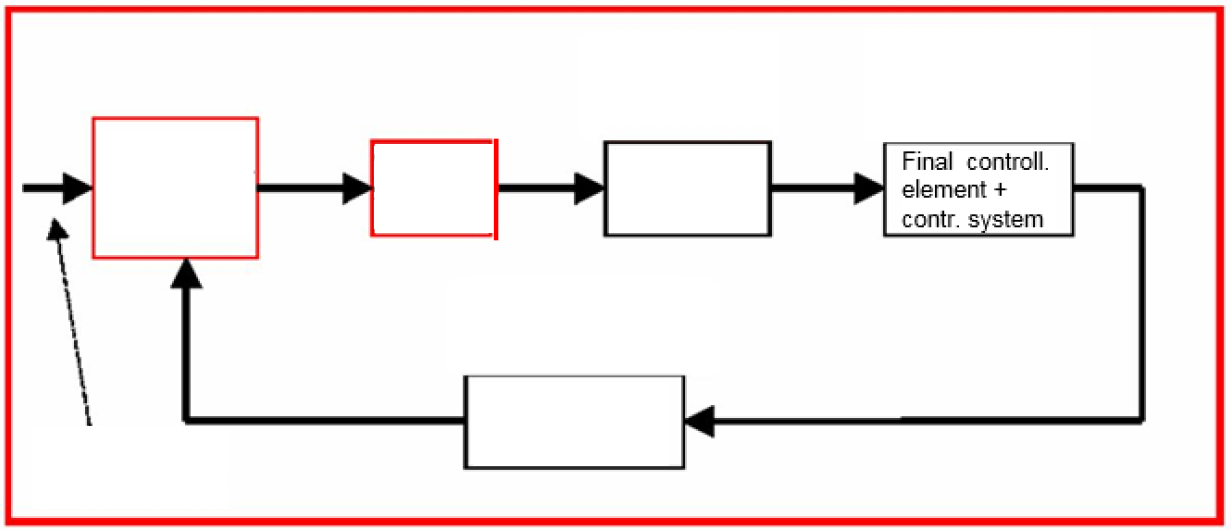 Final controll.
element +
contr. system